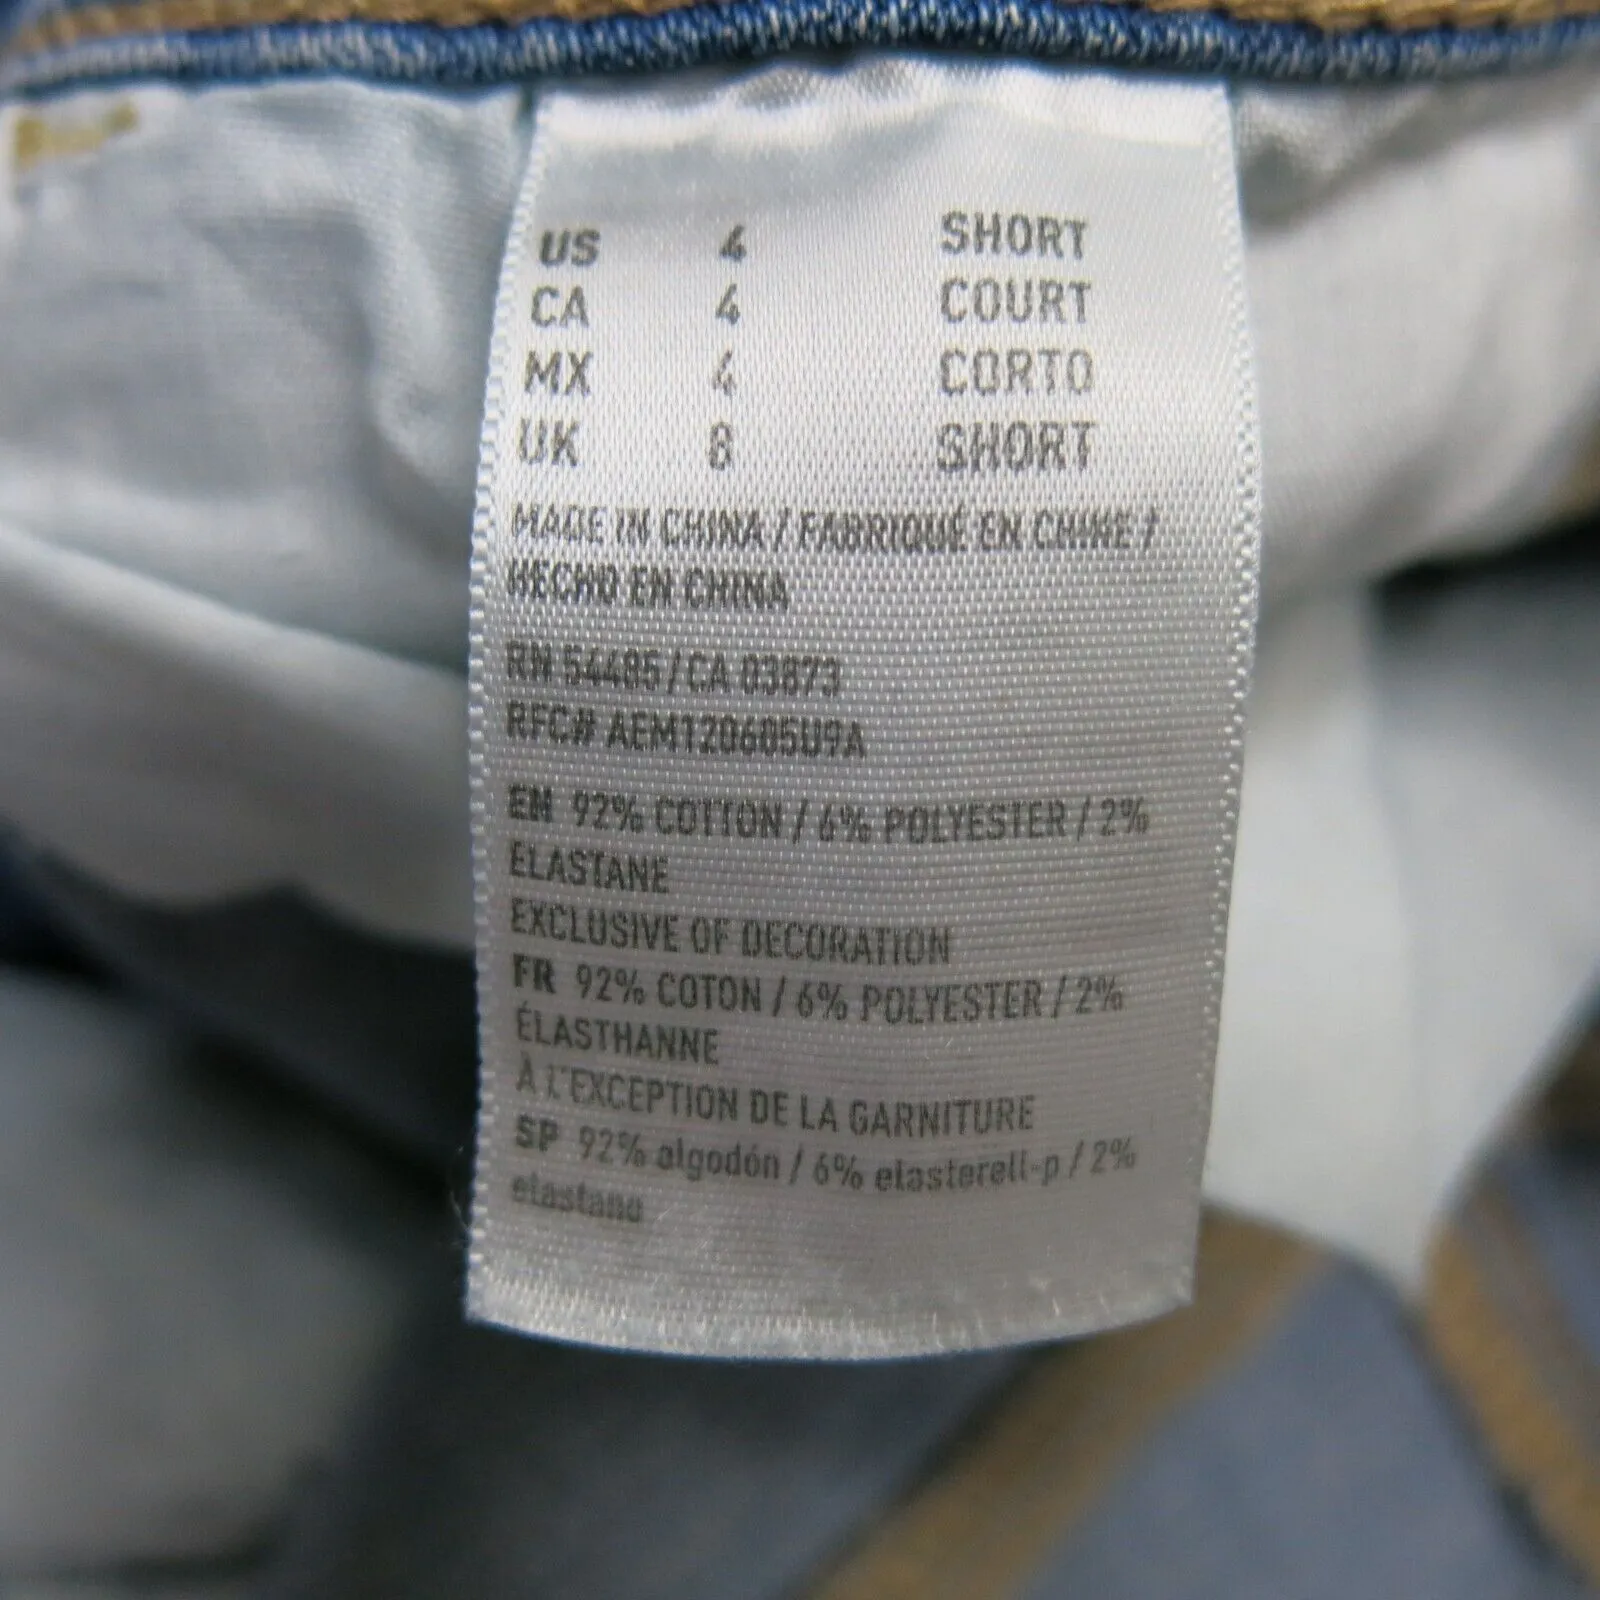 US 4 SHORT
CA 4 COURT
MX 4 CORTO
UK 8 SHORT
MADE IN CHINA / FABRIQUÉ EN CHINE /
HECHO EN CHINA
RN 54485 / CA 03873
RFC# AEM120605U9A
EN 92% COTTON / 6% POLYESTER / 2%
ELASTANE
EXCLUSIVE OF DECORATION
FR 92% COTON / 6% POLYESTER / 2%
ÉLASTHANNE
À L'EXCEPTION DE LA GARNITURE
SP 92% algodón / 6% elasterell-p / 2%
elastano